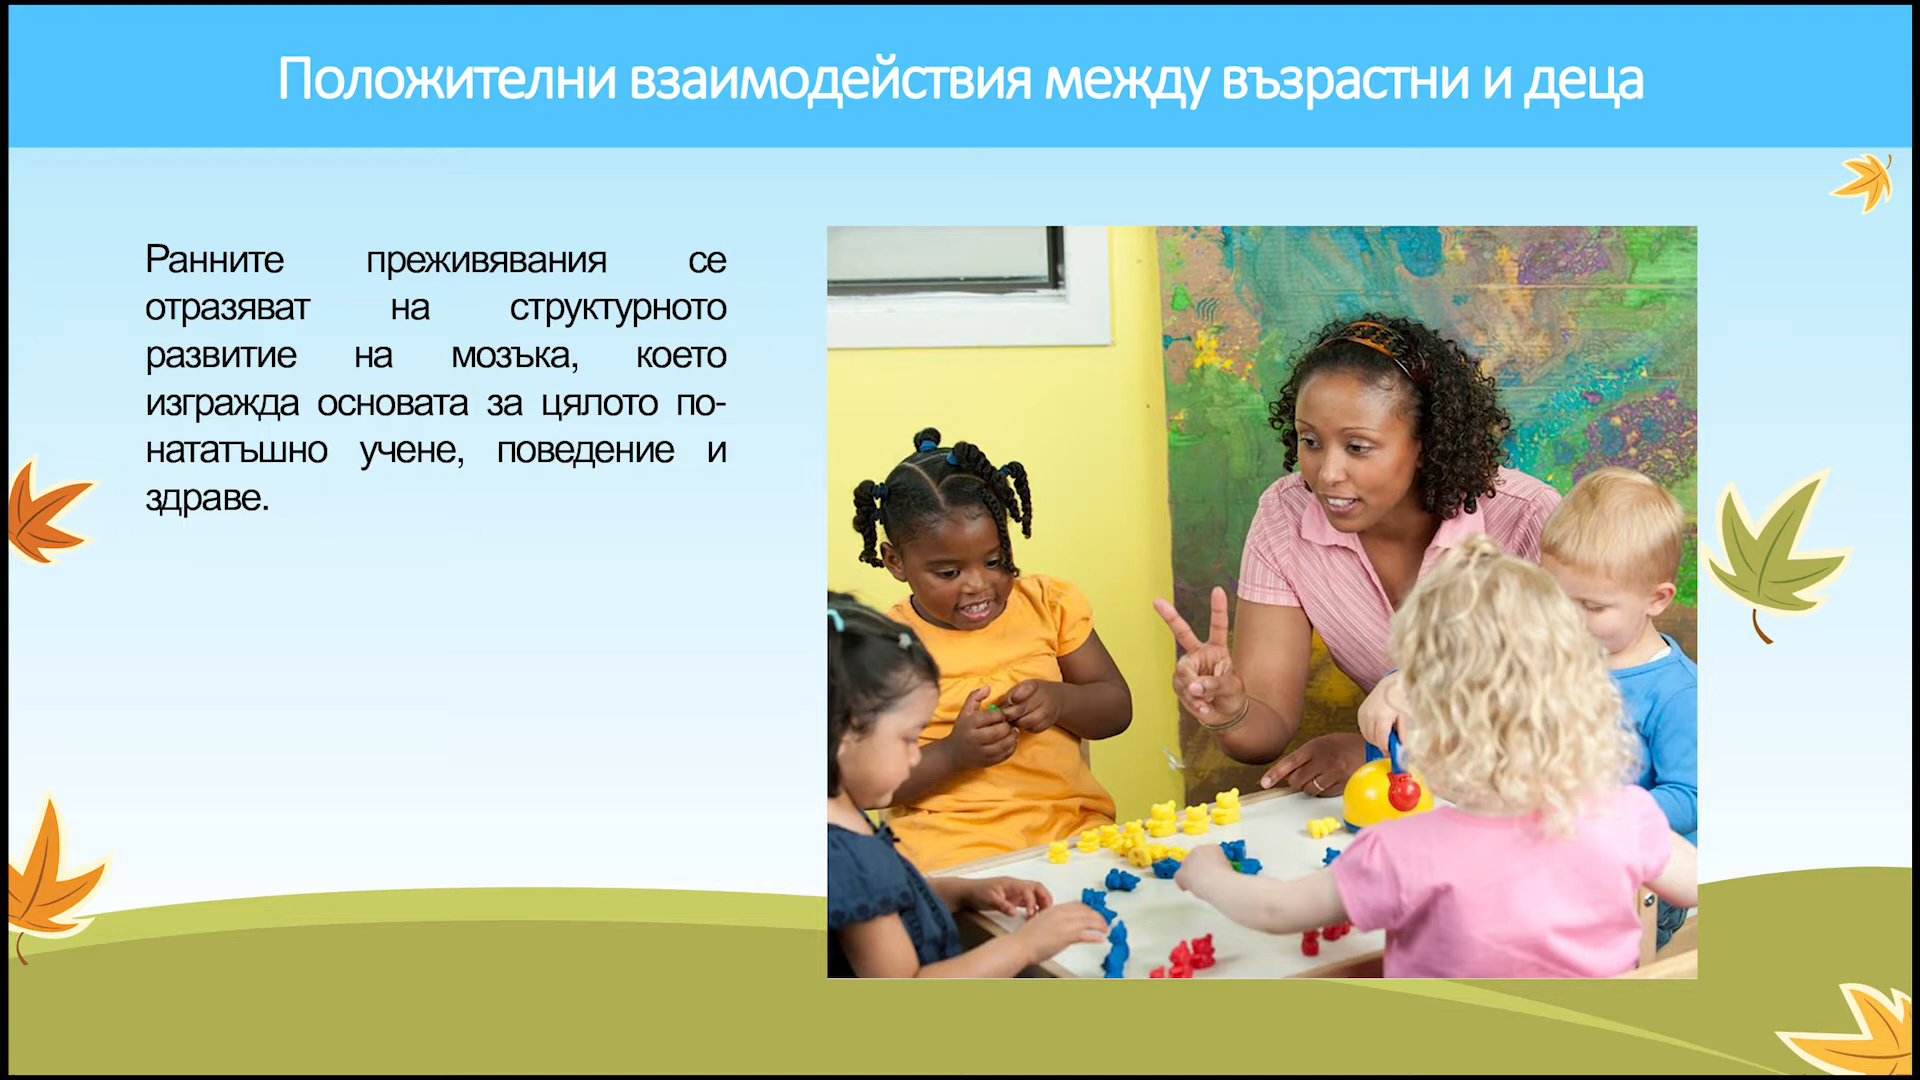 Положителни взаимодействия между възрастни и деца
Ранните преживявания се
отразяват на структурното
развитие на мозъка, което
изгражда основата за цялото по-
нататъшно учене, поведение и
здраве.